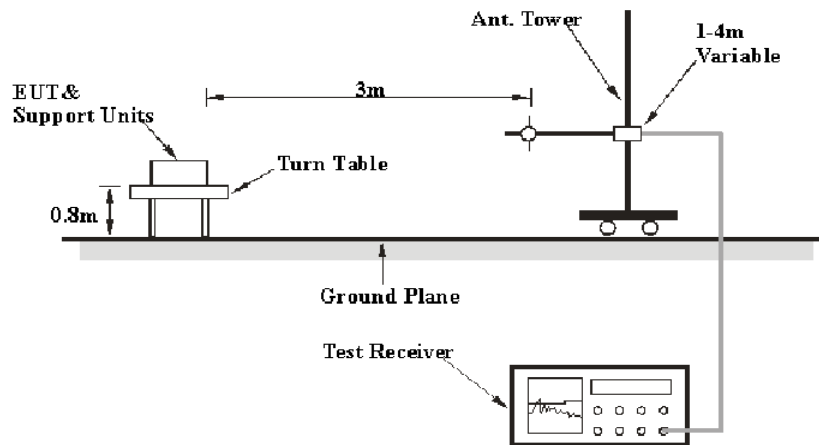 Ant. Tower
1-4m
Variable
EUT&
Support Units
3m
Turn Table
0.8m
Ground Plane
Test Receiver